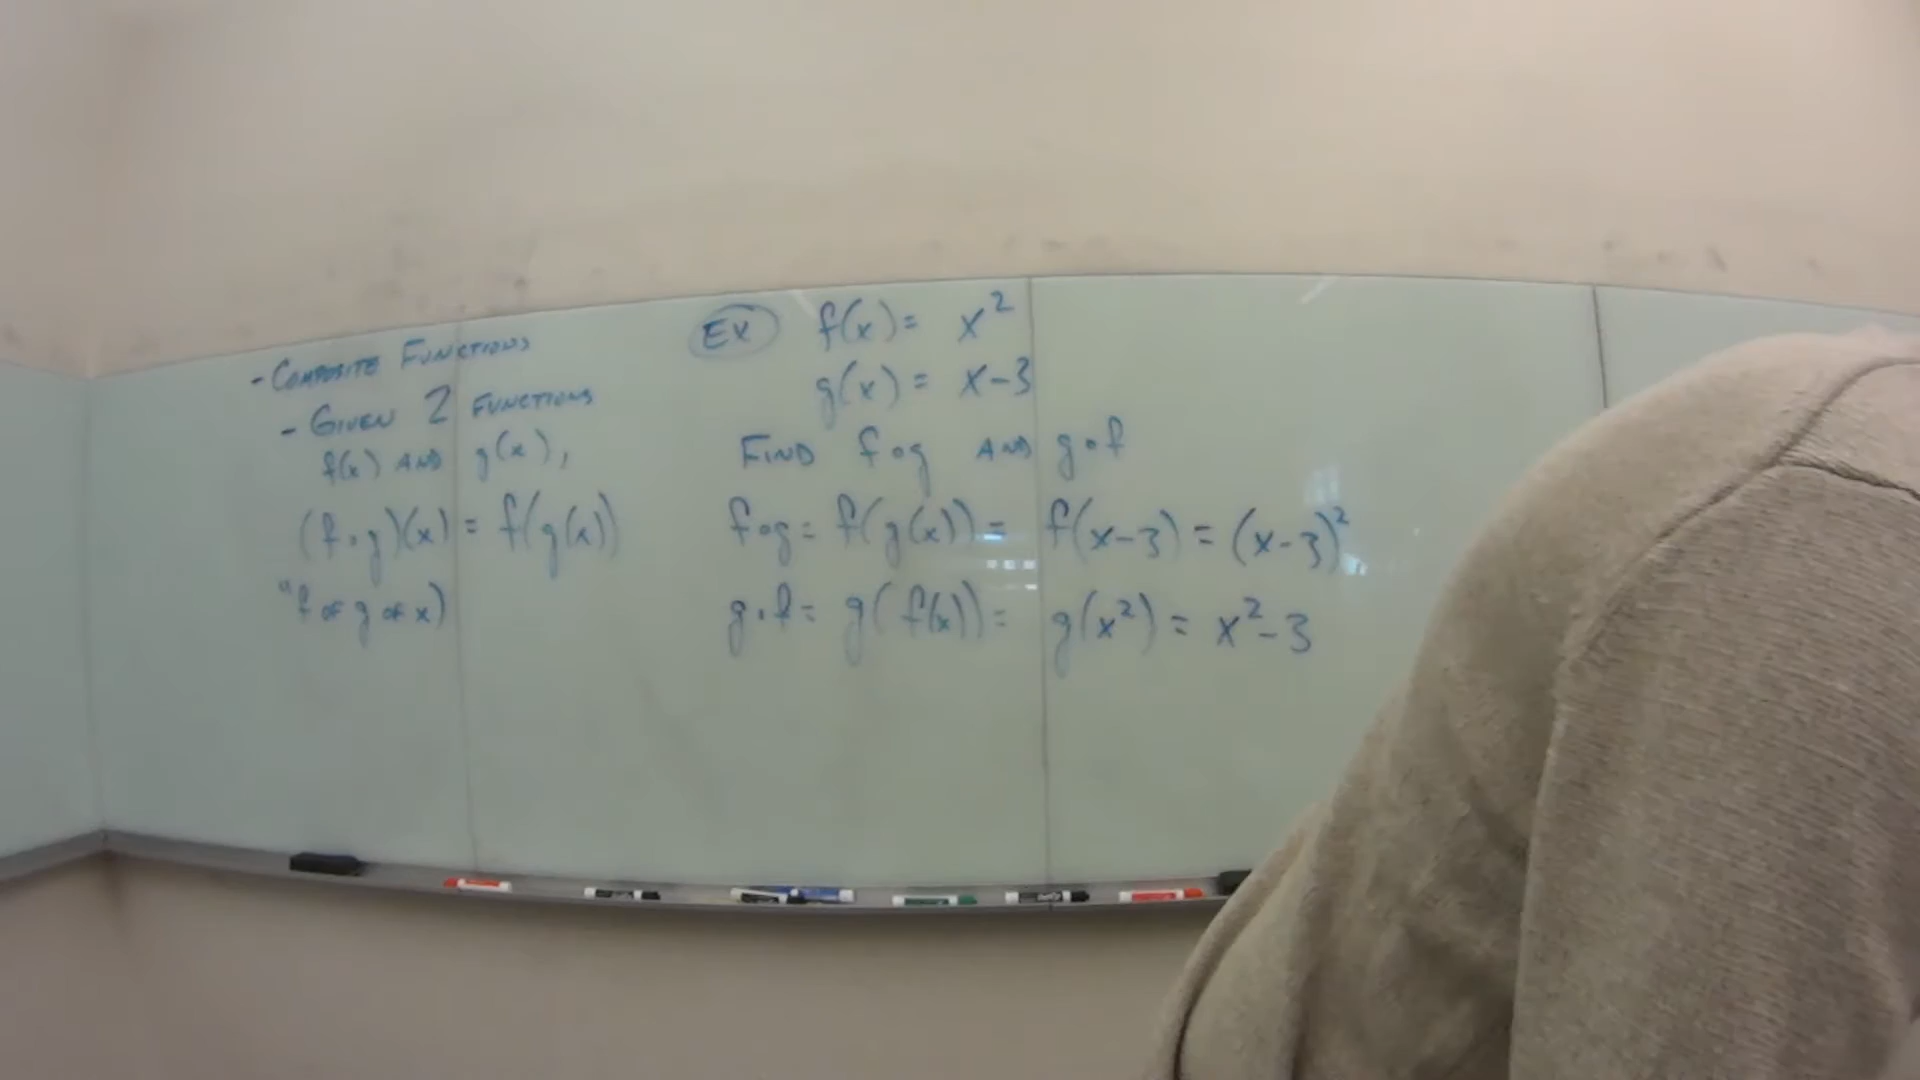 - COMPOSITE FUNCTIONS
- GIVEN 2 FUNCTIONS
f(x) AND g(x),
(f∘g)(x) = f(g(x))
"f OF g OF x)
EX f(x) = x²
g(x) = x-3
FIND f∘g AND g∘f
f∘g = f(g(x)) = f(x-3) = (x-3)²
g∘f = g(f(x)) = g(x²) = x²-3